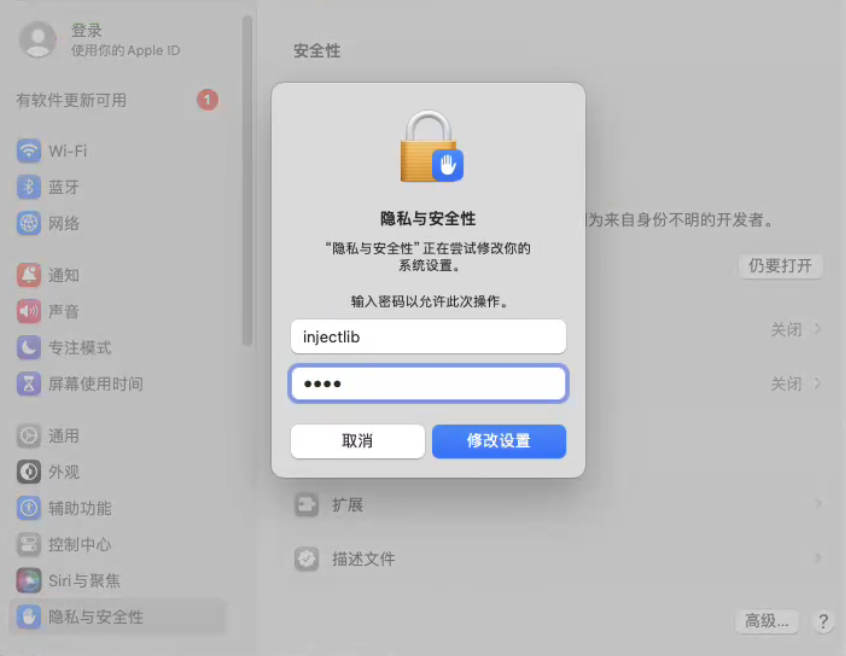 登录
使用你的 Apple ID
有软件更新可用
1
Wi-Fi
蓝牙
网络
通知
声音
专注模式
屏幕使用时间
通用
外观
辅助功能
控制中心
Siri与聚焦
隐私与安全性
安全性
为来自身份不明的开发者。
仍要打开
关闭
关闭
扩展
描述文件
高级...
?
隐私与安全性
“隐私与安全性”正在尝试修改你的
系统设置。
输入密码以允许此次操作。
injectlib
••••
取消
修改设置